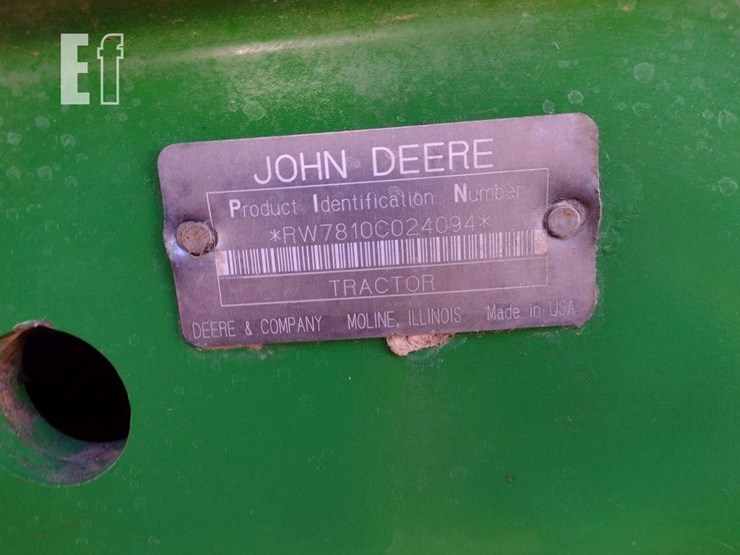 Ef
JOHN DEERE
Product Identification Number
*RW7810C024094*
TRACTOR
DEERE & COMPANY MOLINE, ILLINOIS Made in USA